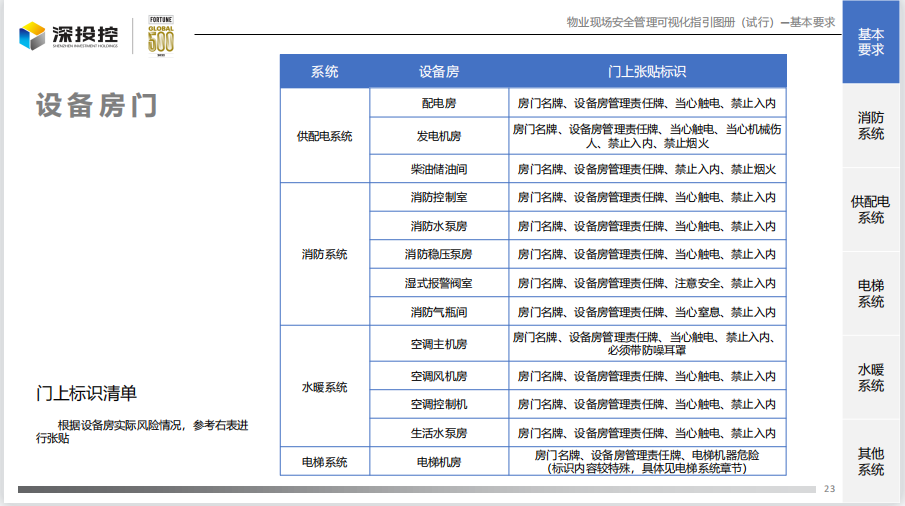 深投控
SHENZHEN INVESTMENT HOLDINGS
FORTUNE
GLOBAL
500
物业现场安全管理可视化指引图册（试行）—基本要求
设备房门
系统 设备房 门上张贴标识
供配电系统
配电房 房门名牌、设备房管理责任牌、当心触电、禁止入内
发电机房 房门名牌、设备房管理责任牌、当心触电、当心机械伤
人、禁止入内、禁止烟火
柴油储油间 房门名牌、设备房管理责任牌、禁止入内、禁止烟火
消防系统
消防控制室 房门名牌、设备房管理责任牌、当心触电、禁止入内
消防水泵房 房门名牌、设备房管理责任牌、当心触电、禁止入内
消防稳压泵房 房门名牌、设备房管理责任牌、当心触电、禁止入内
湿式报警阀室 房门名牌、设备房管理责任牌、注意安全、禁止入内
消防气瓶间 房门名牌、设备房管理责任牌、当心窒息、禁止入内
水暖系统
空调主机房 房门名牌、设备房管理责任牌、当心触电、禁止入内、
必须带防噪耳罩
空调风机房 房门名牌、设备房管理责任牌、当心触电、禁止入内
空调控制机 房门名牌、设备房管理责任牌、当心触电、禁止入内
生活水泵房 房门名牌、设备房管理责任牌、当心触电、禁止入内
电梯系统
电梯机房 房门名牌、设备房管理责任牌、电梯机器危险
（标识内容较特殊，具体见电梯系统章节）
门上标识清单
根据设备房实际风险情况，参考右表进
行张贴
基本
要求
消防
系统
供配电
系统
电梯
系统
水暖
系统
其他
系统
23